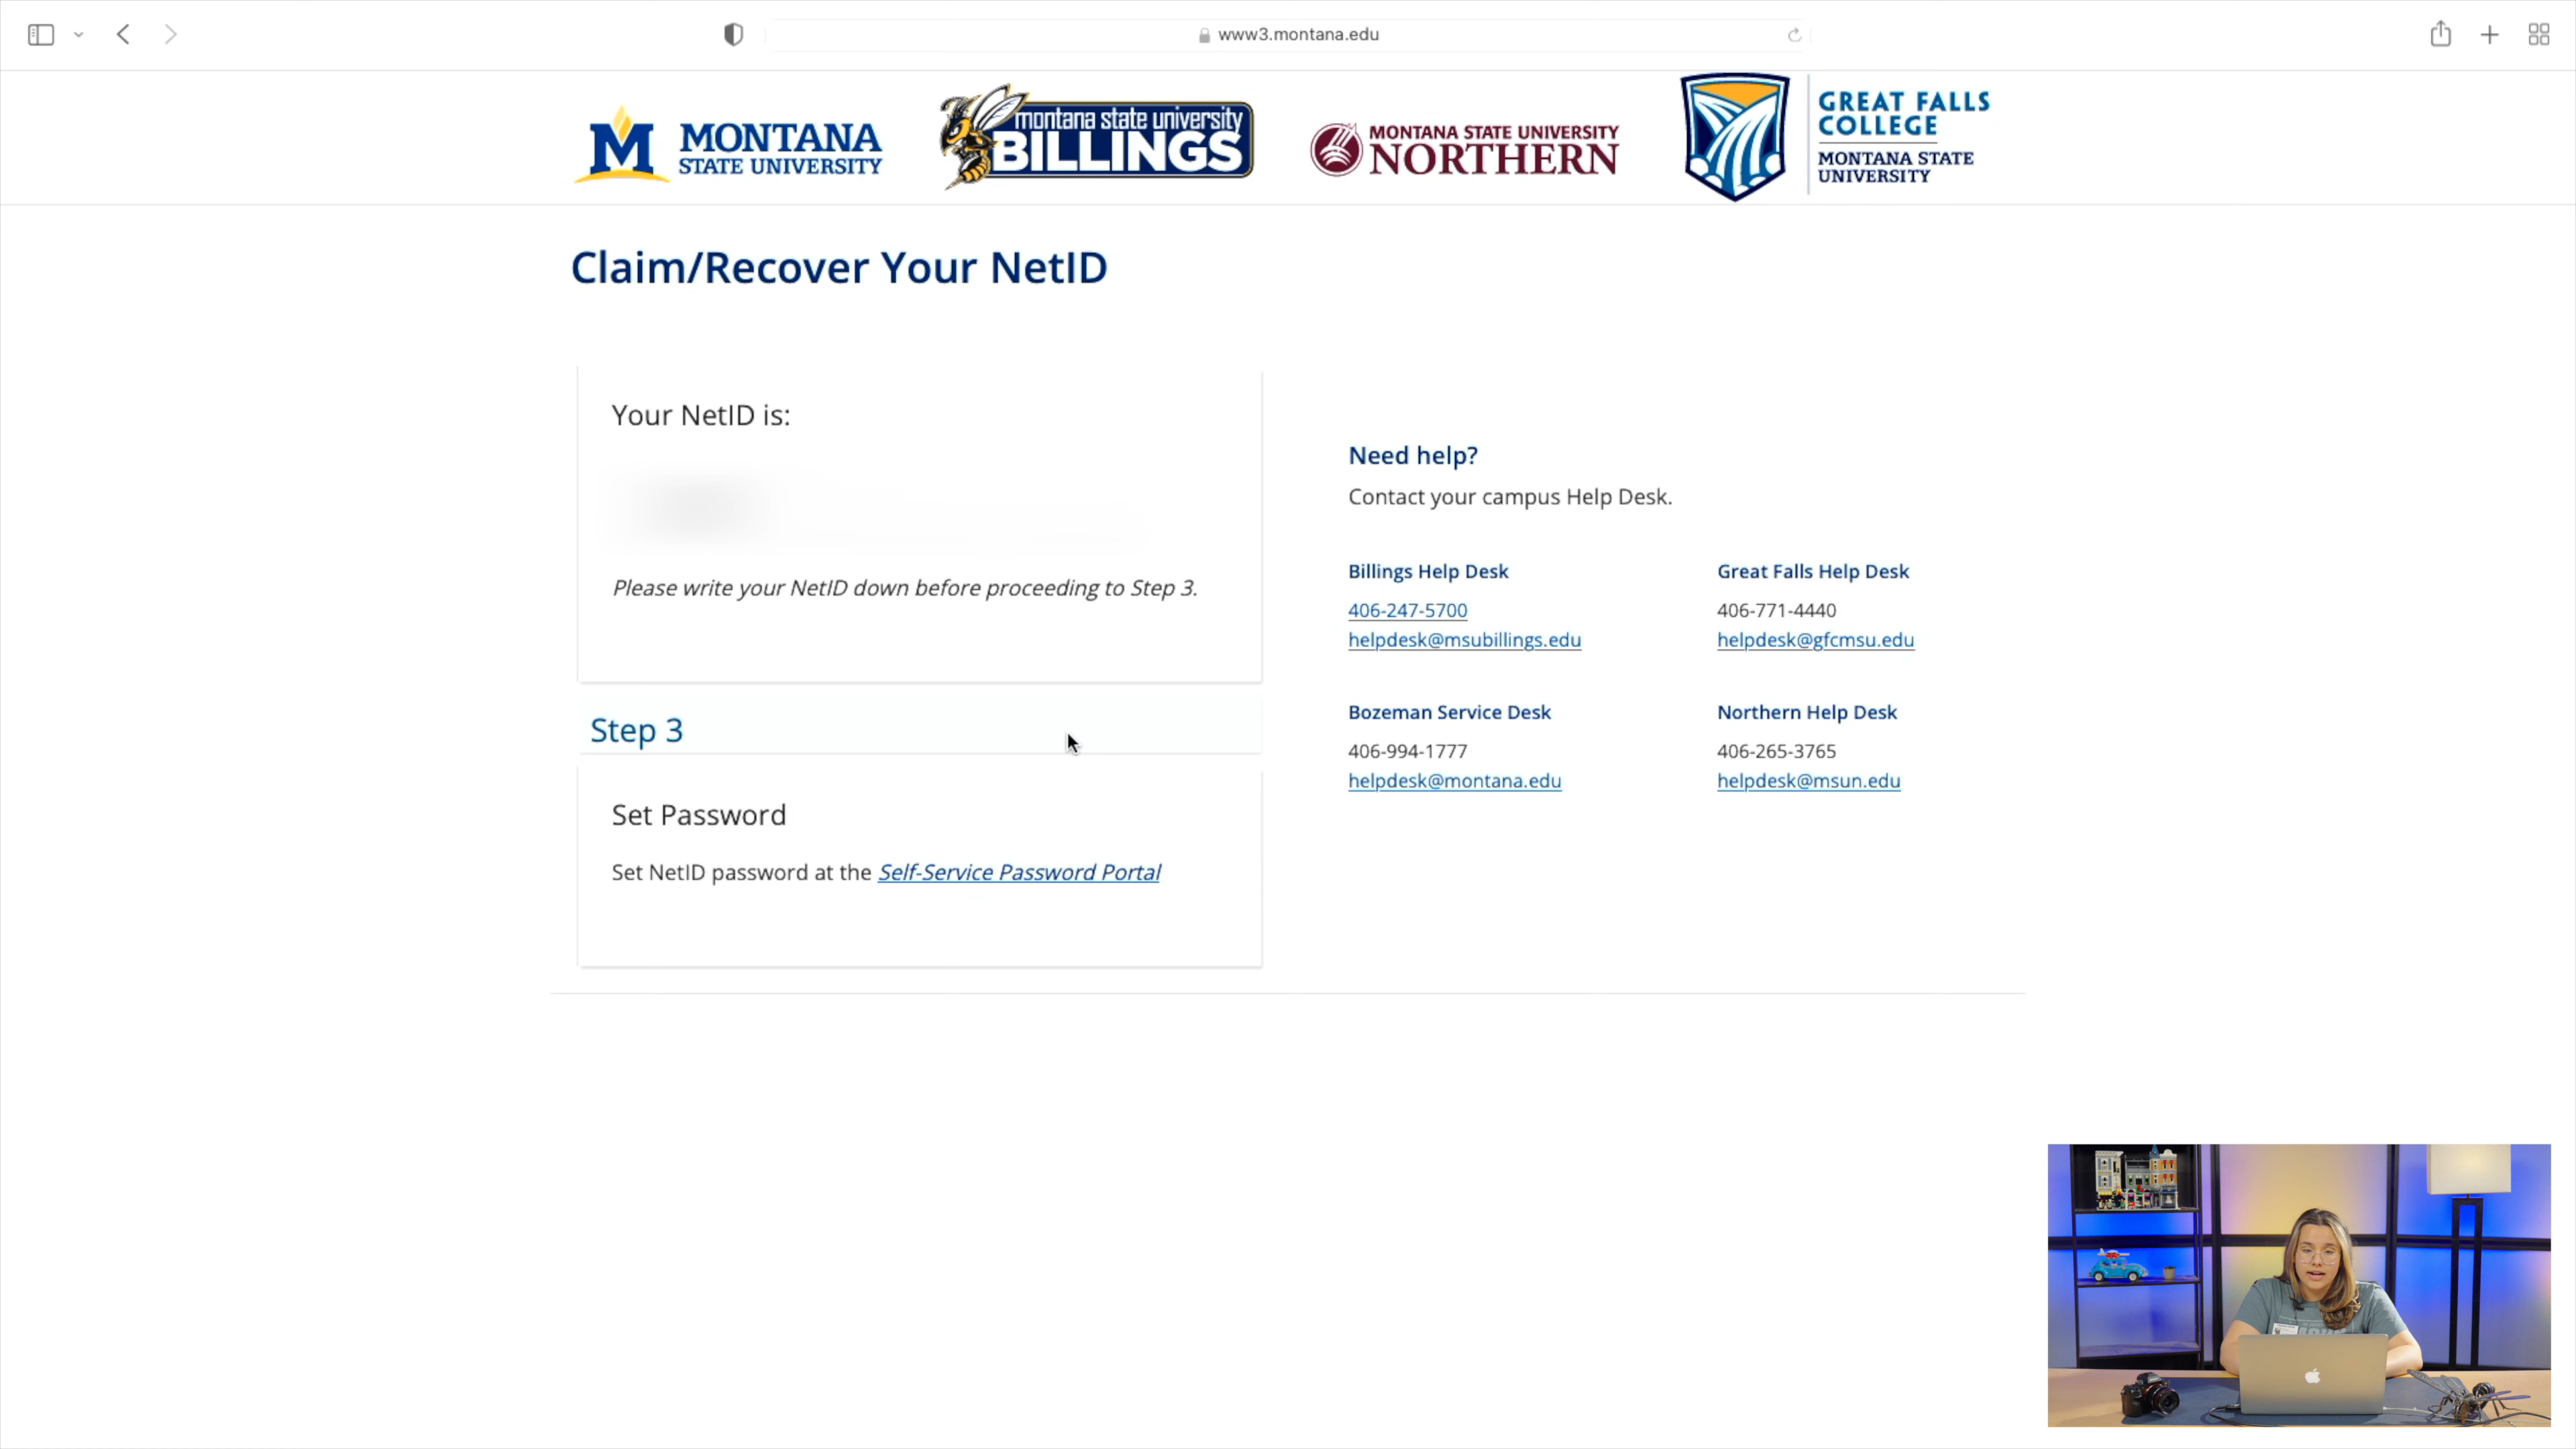 www3.montana.edu
M MONTANA STATE UNIVERSITY
montana state university BILLINGS
MONTANA STATE UNIVERSITY NORTHERN
GREAT FALLS COLLEGE
MONTANA STATE UNIVERSITY
Claim/Recover Your NetID
Your NetID is:
Please write your NetID down before proceeding to Step 3.
Step 3
Set Password
Set NetID password at the Self-Service Password Portal
Need help?
Contact your campus Help Desk.
Billings Help Desk
406-247-5700
helpdesk@msubillings.edu
Great Falls Help Desk
406-771-4440
helpdesk@gfcmsu.edu
Bozeman Service Desk
406-994-1777
helpdesk@montana.edu
Northern Help Desk
406-265-3765
helpdesk@msun.edu